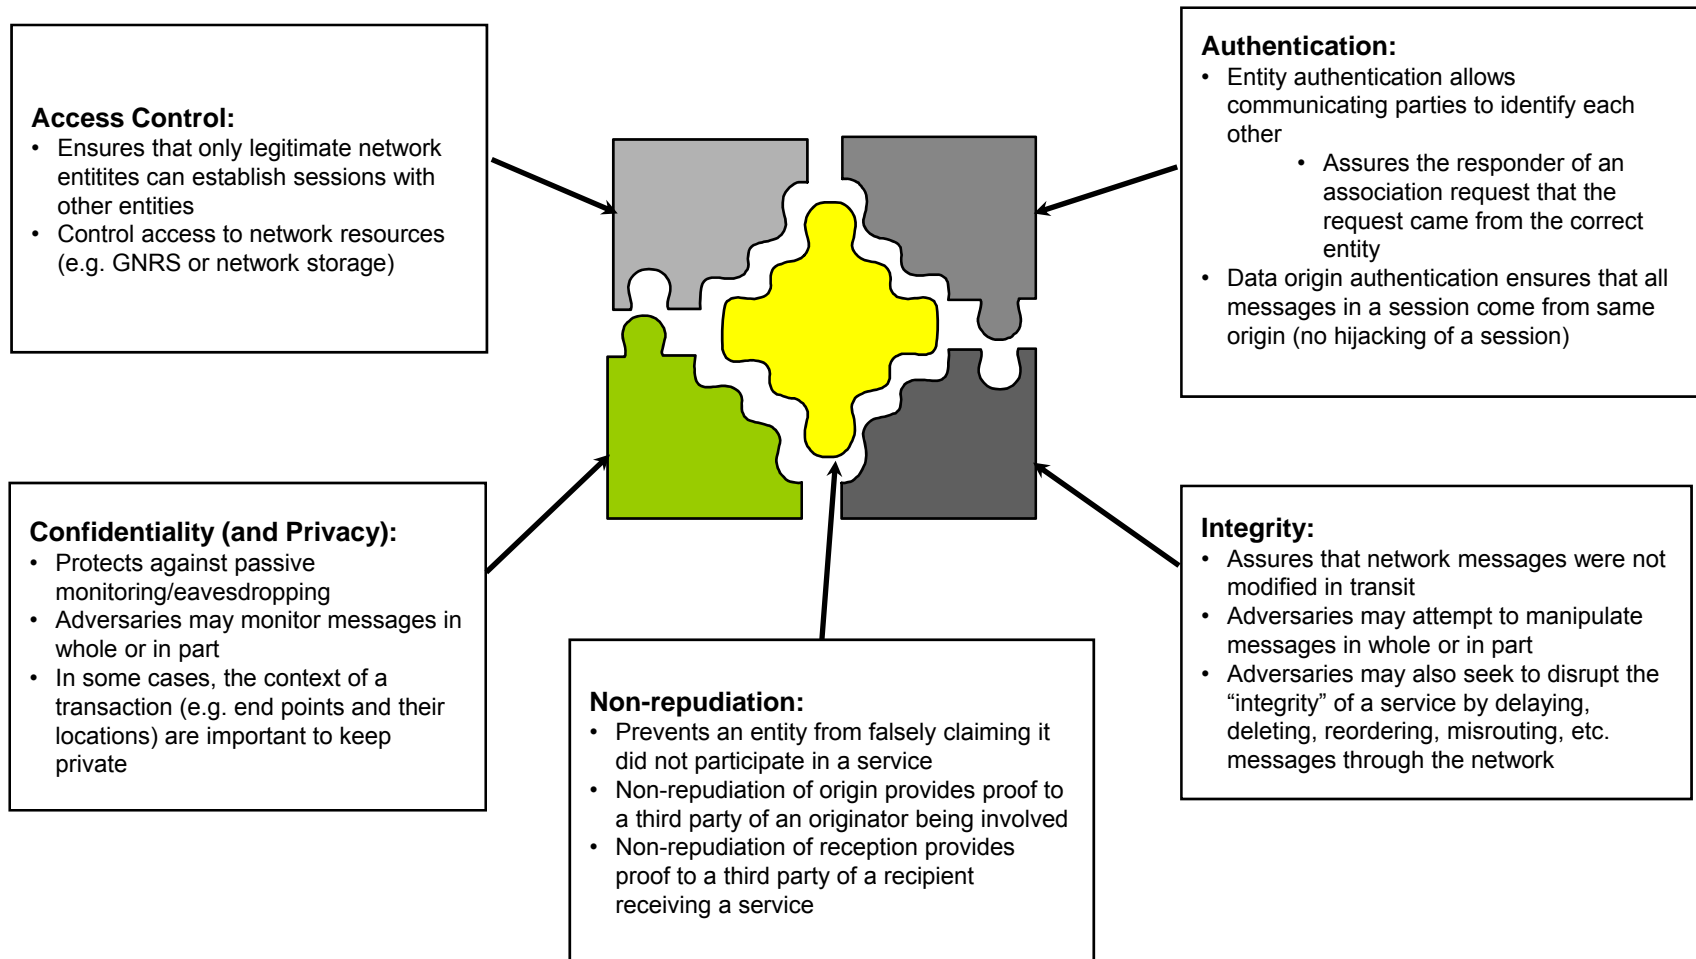 Access Control:
• Ensures that only legitimate network
entitites can establish sessions with
other entities
• Control access to network resources
(e.g. GNRS or network storage)
Authentication:
• Entity authentication allows
communicating parties to identify each
other
• Assures the responder of an
association request that the
request came from the correct
entity
• Data origin authentication ensures that all
messages in a session come from same
origin (no hijacking of a session)
Confidentiality (and Privacy):
• Protects against passive
monitoring/eavesdropping
• Adversaries may monitor messages in
whole or in part
• In some cases, the context of a
transaction (e.g. end points and their
locations) are important to keep
private
Non-repudiation:
• Prevents an entity from falsely claiming it
did not participate in a service
• Non-repudiation of origin provides proof to
a third party of an originator being involved
• Non-repudiation of reception provides
proof to a third party of a recipient
receiving a service
Integrity:
• Assures that network messages were not
modified in transit
• Adversaries may attempt to manipulate
messages in whole or in part
• Adversaries may also seek to disrupt the
“integrity” of a service by delaying,
deleting, reordering, misrouting, etc.
messages through the network